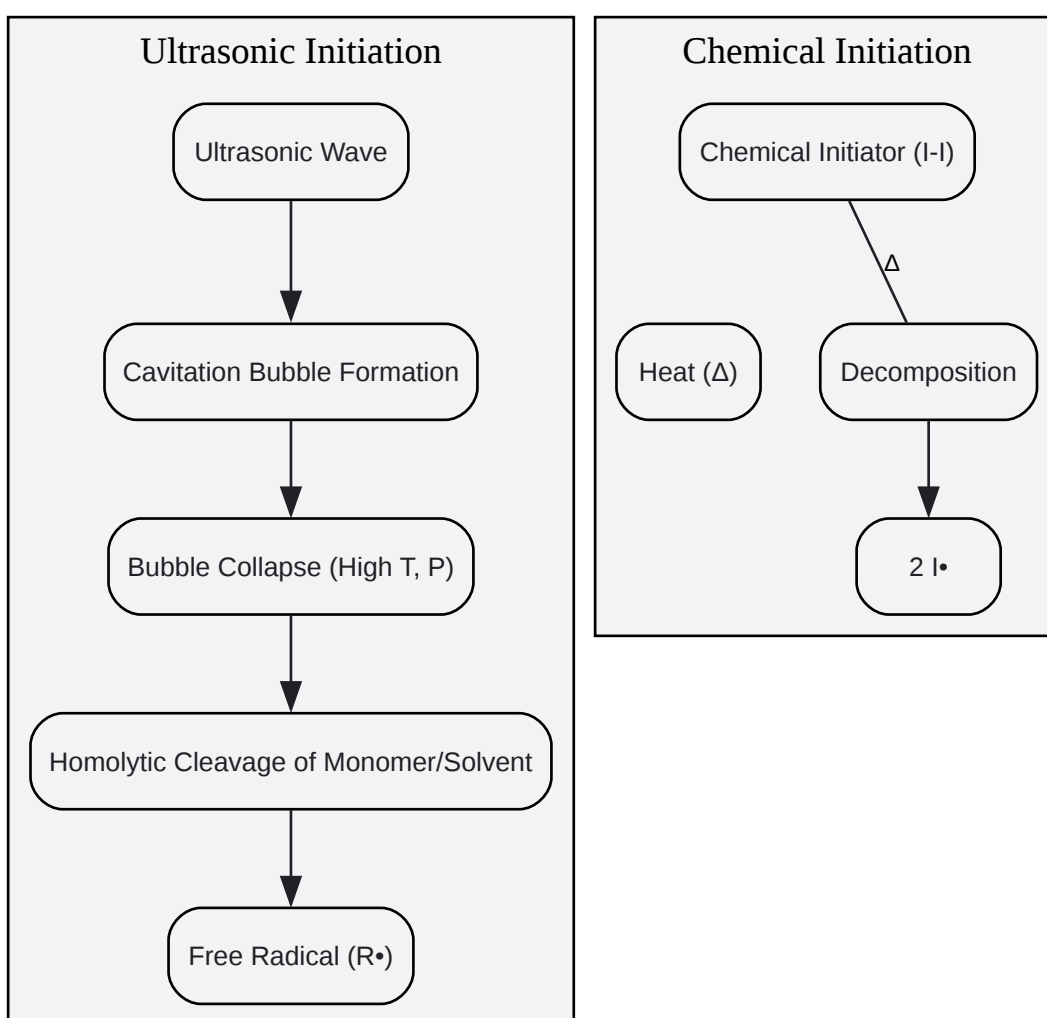 Ultrasonic Initiation
Ultrasonic Wave
Cavitation Bubble Formation
Bubble Collapse (High T, P)
Homolytic Cleavage of Monomer/Solvent
Free Radical (R•)
Chemical Initiation
Chemical Initiator (I-I)
Δ
Heat (Δ)
Decomposition
2 I•